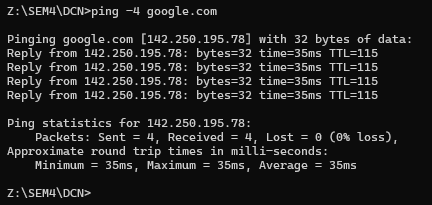 Z:\SEM4\DCN>ping -4 google.com
Pinging google.com [142.250.195.78] with 32 bytes of data:
Reply from 142.250.195.78: bytes=32 time=35ms TTL=115
Reply from 142.250.195.78: bytes=32 time=35ms TTL=115
Reply from 142.250.195.78: bytes=32 time=35ms TTL=115
Reply from 142.250.195.78: bytes=32 time=35ms TTL=115
Ping statistics for 142.250.195.78:
    Packets: Sent = 4, Received = 4, Lost = 0 (0% loss),
Approximate round trip times in milli-seconds:
    Minimum = 35ms, Maximum = 35ms, Average = 35ms
Z:\SEM4\DCN>